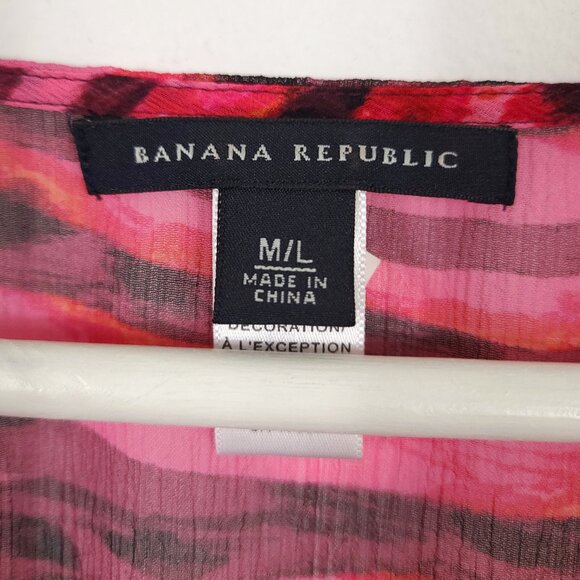 BANANA REPUBLIC
M/L
MADE IN
CHINA
DECORATION/
À L'EXCEPTION